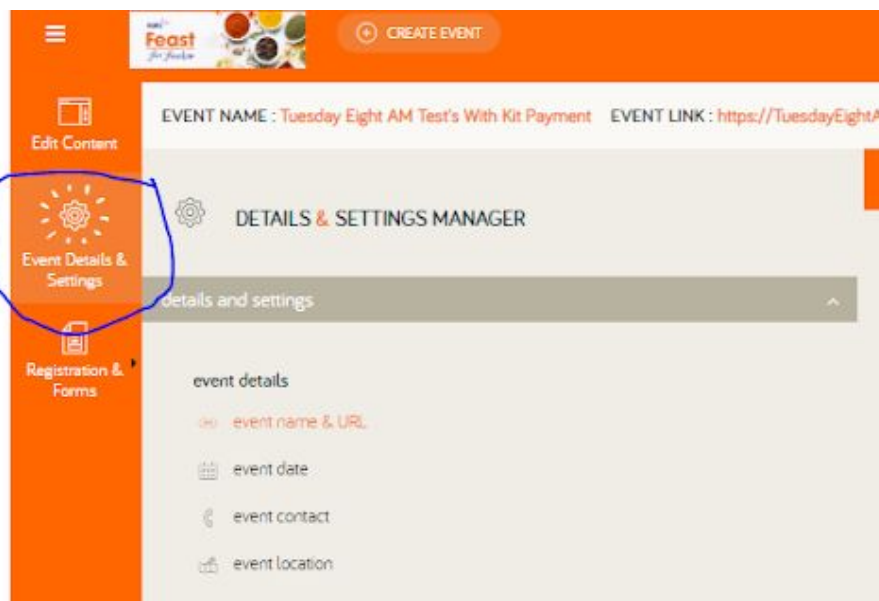 Feast
for foodies
CREATE EVENT
EVENT NAME : Tuesday Eight AM Test's With Kit Payment EVENT LINK : https://TuesdayEightA
Edit Content
DETAILS & SETTINGS MANAGER
Event Details &
Settings
details and settings
Registration &
Forms
event details
event name & URL
event date
event contact
event location